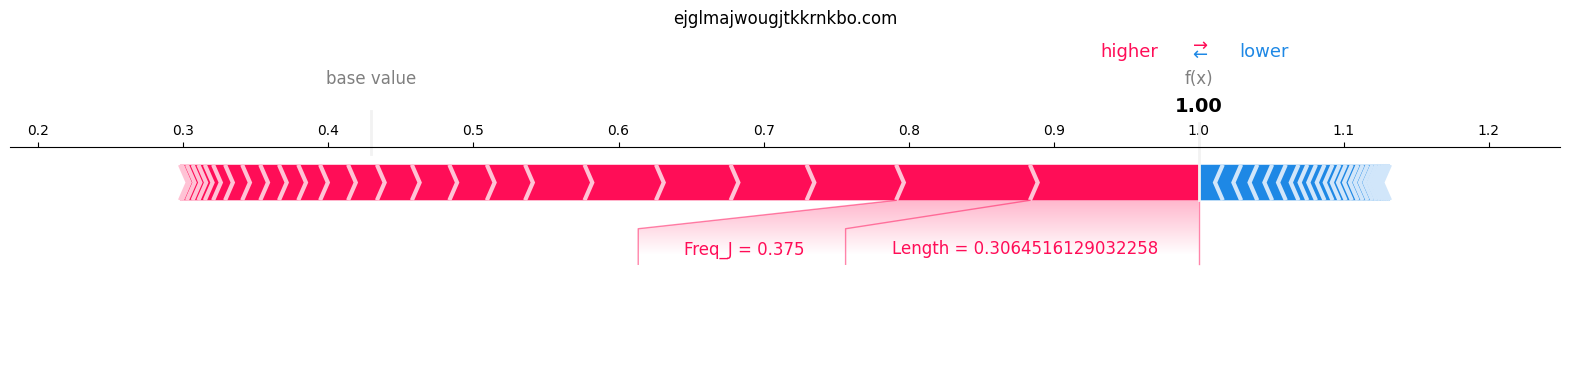 ejglmajwougjtkkrnkbo.com
higher ⇄ lower
base value f(x)
1.00
0.2 0.3 0.4 0.5 0.6 0.7 0.8 0.9 1.0 1.1 1.2
Freq_J = 0.375 Length = 0.3064516129032258